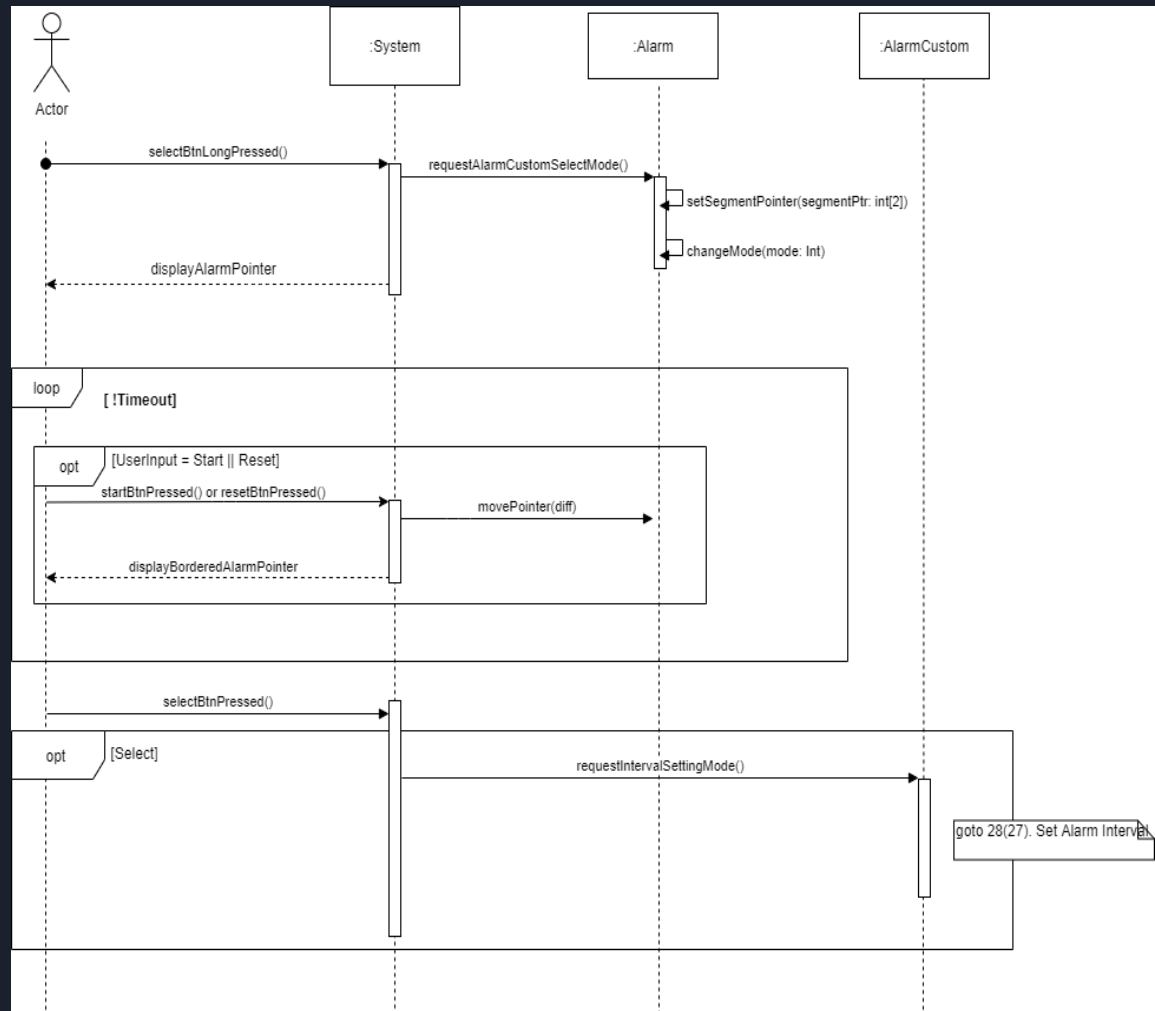 :System
:Alarm
:AlarmCustom
Actor
selectBtnLongPressed()
requestAlarmCustomSelectMode()
setSegmentPointer(segmentPtr: int[2])
changeMode(mode: Int)
displayAlarmPointer
loop
[ !Timeout]
opt
[UserInput = Start || Reset]
startBtnPressed() or resetBtnPressed()
movePointer(diff)
displayBorderedAlarmPointer
selectBtnPressed()
opt
[Select]
requestIntervalSettingMode()
goto 28(27). Set Alarm Interval